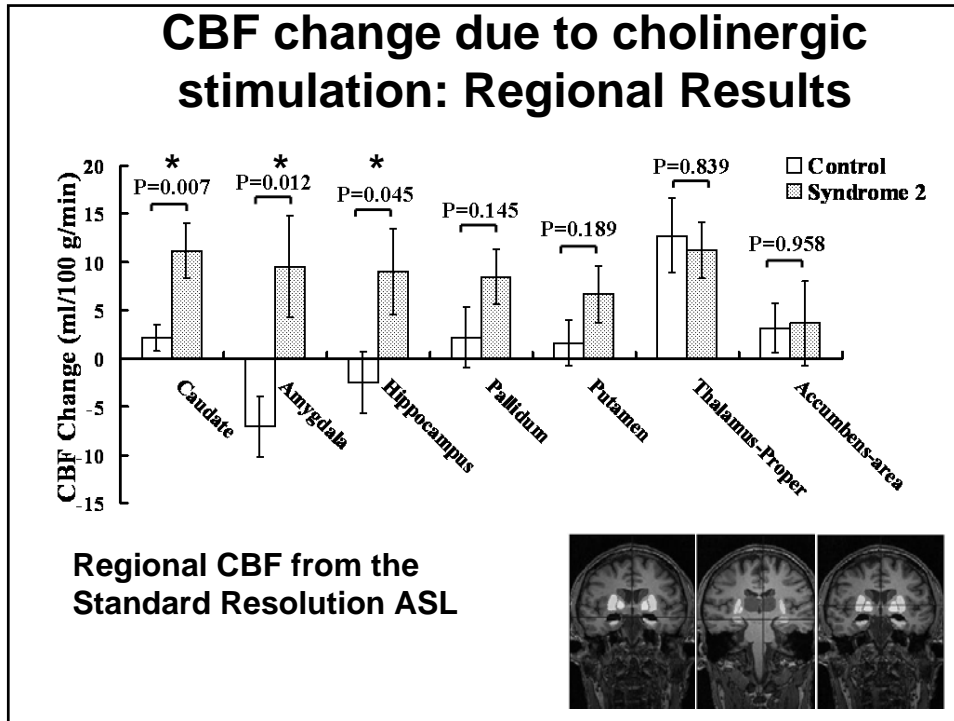 CBF change due to cholinergic
stimulation: Regional Results
CBF Change (ml/100 g/min)
20
15
10
5
0
-5
-10
-15
*
P=0.007
*
P=0.012
*
P=0.045
P=0.145
P=0.189
P=0.839
P=0.958
Control
Syndrome 2
Caudate
Amygdala
Hippocampus
Pallidum
Putamen
Thalamus-Proper
Accumbens-area
Regional CBF from the
Standard Resolution ASL